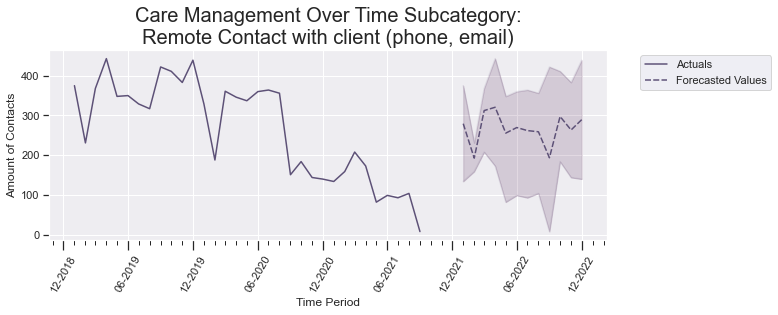 Care Management Over Time Subcategory:
Remote Contact with client (phone, email)
Actuals
Forecasted Values
Amount of Contacts
400
300
200
100
0
12-2018
06-2019
12-2019
06-2020
12-2020
06-2021
12-2021
06-2022
12-2022
Time Period